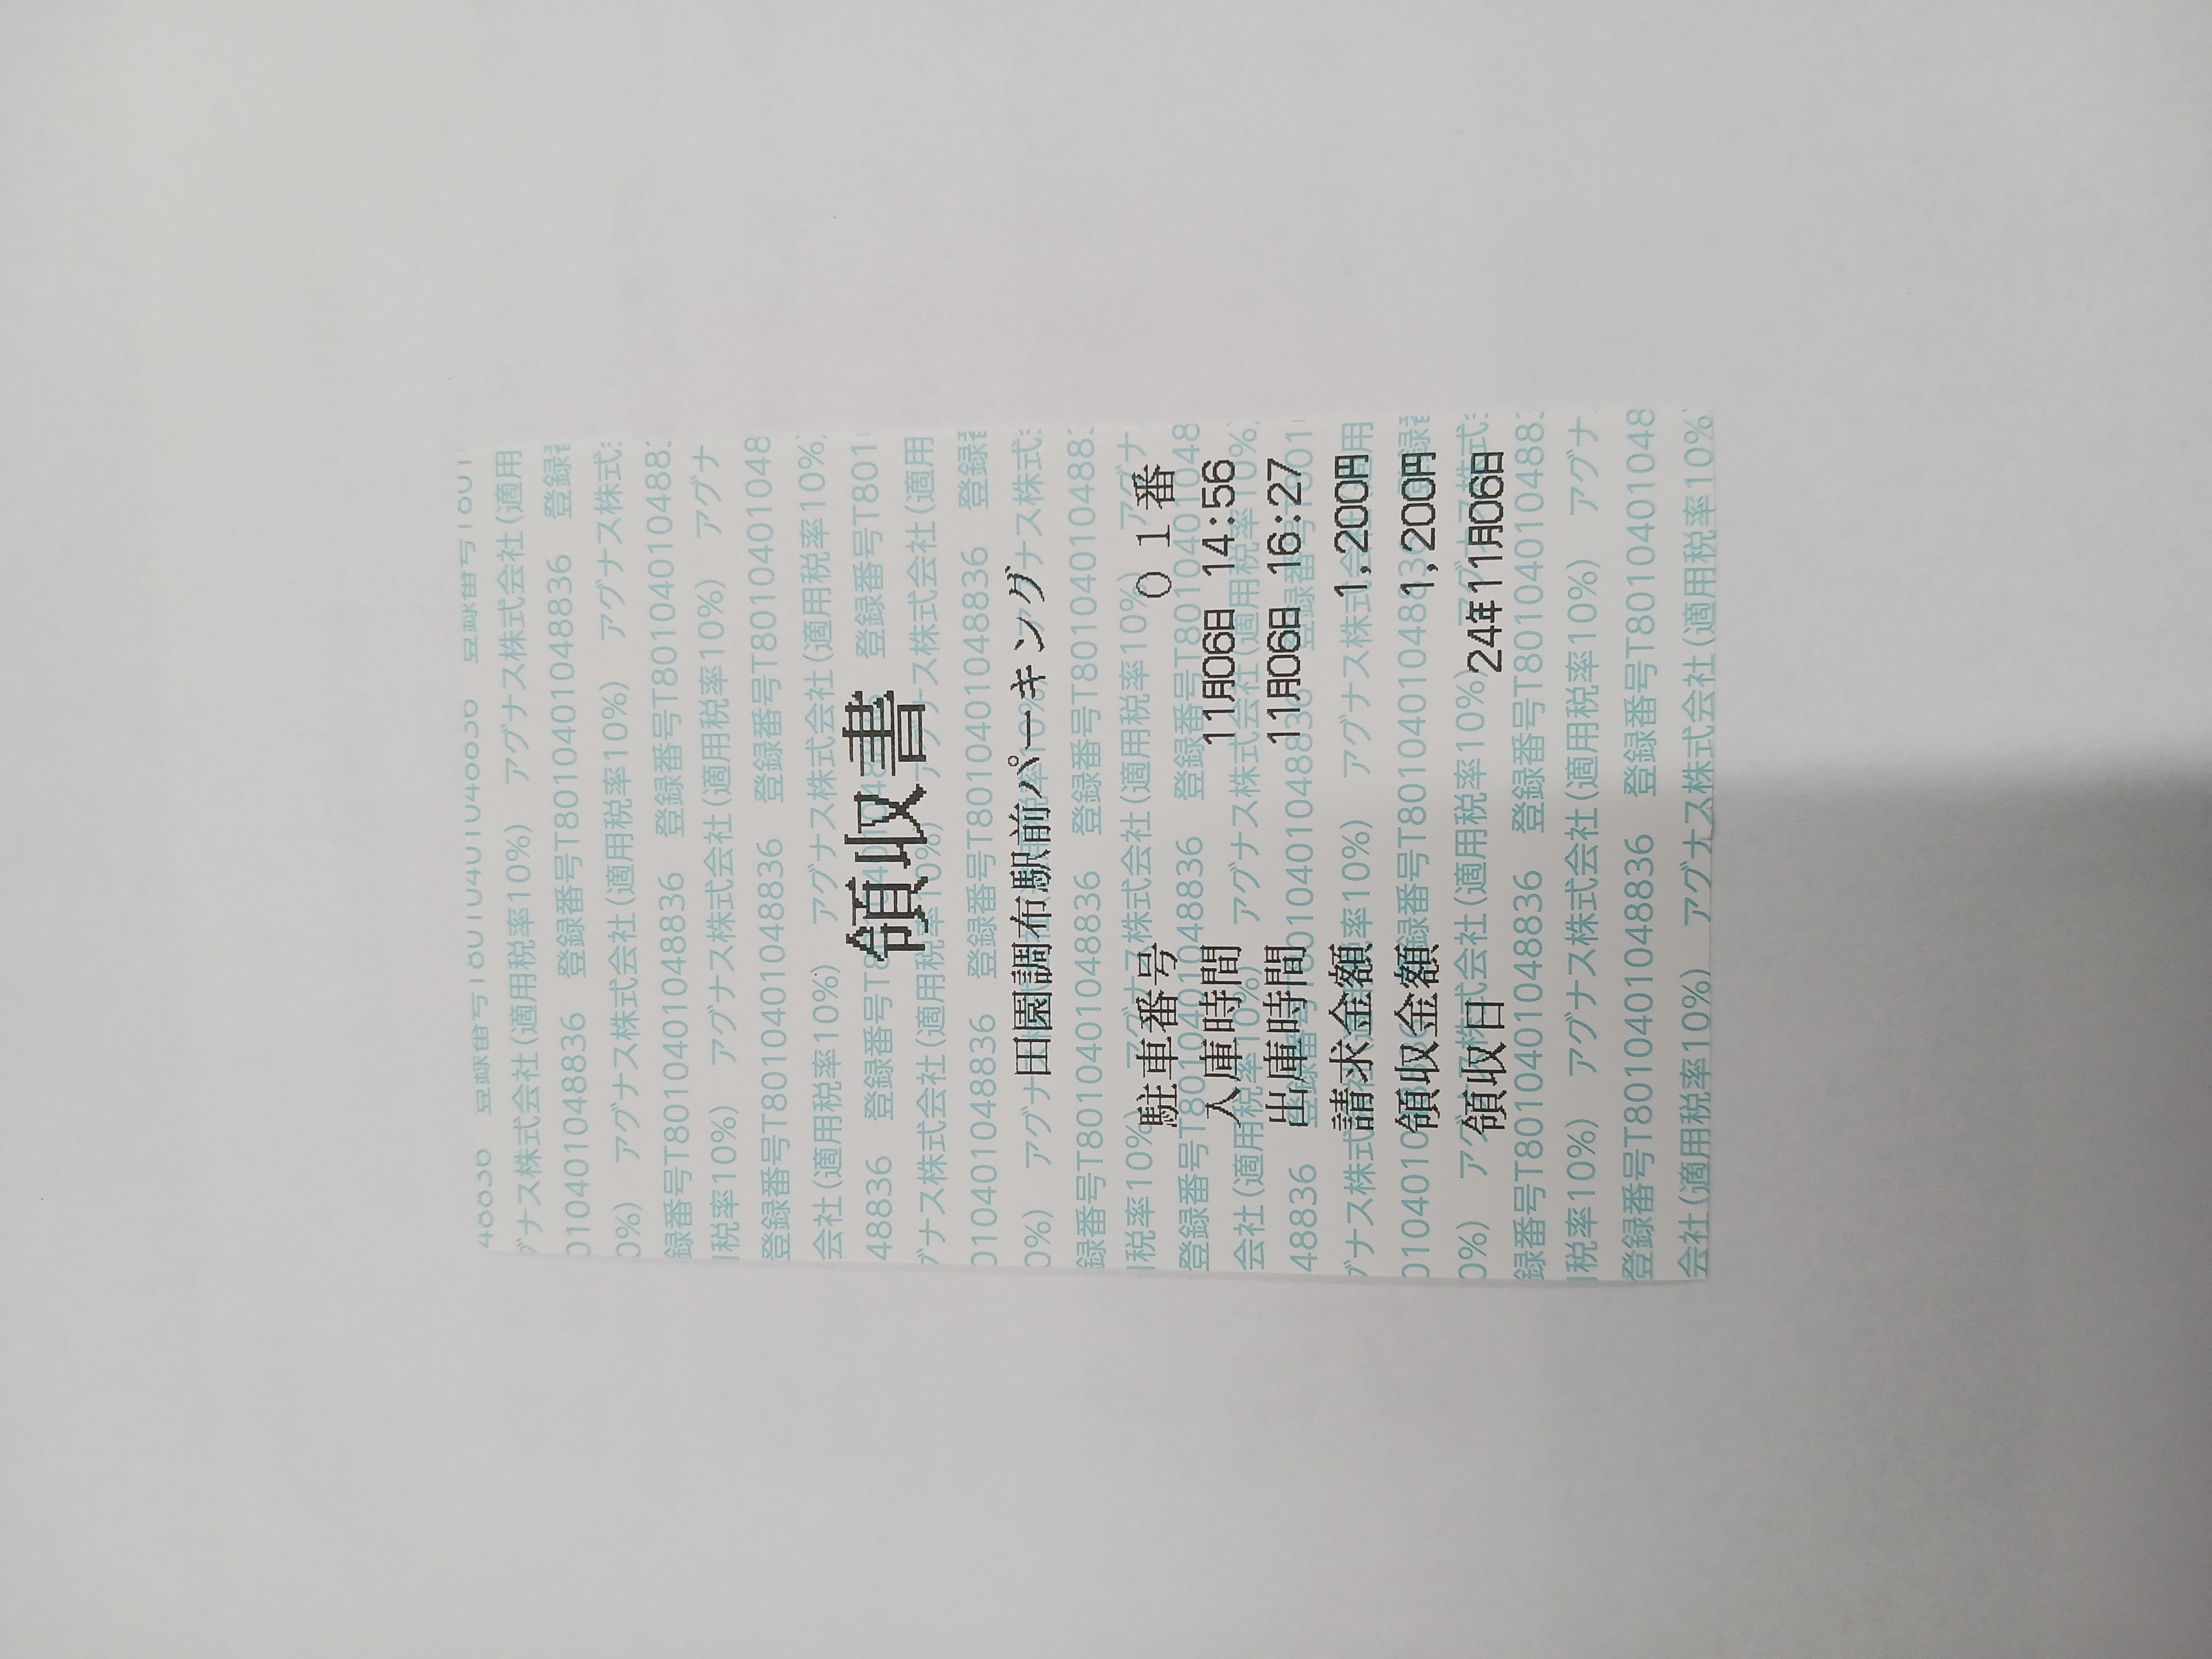 領収書
田園調布駅前パーキング
駐車番号 01番
入庫時間 11月06日 14:56
出庫時間 11月06日 16:27
請求金額 1,200円
領収金額 1,200円
領収日 24年11月06日
アグナス株式会社(適用税率10%)
登録番号T8010401048836